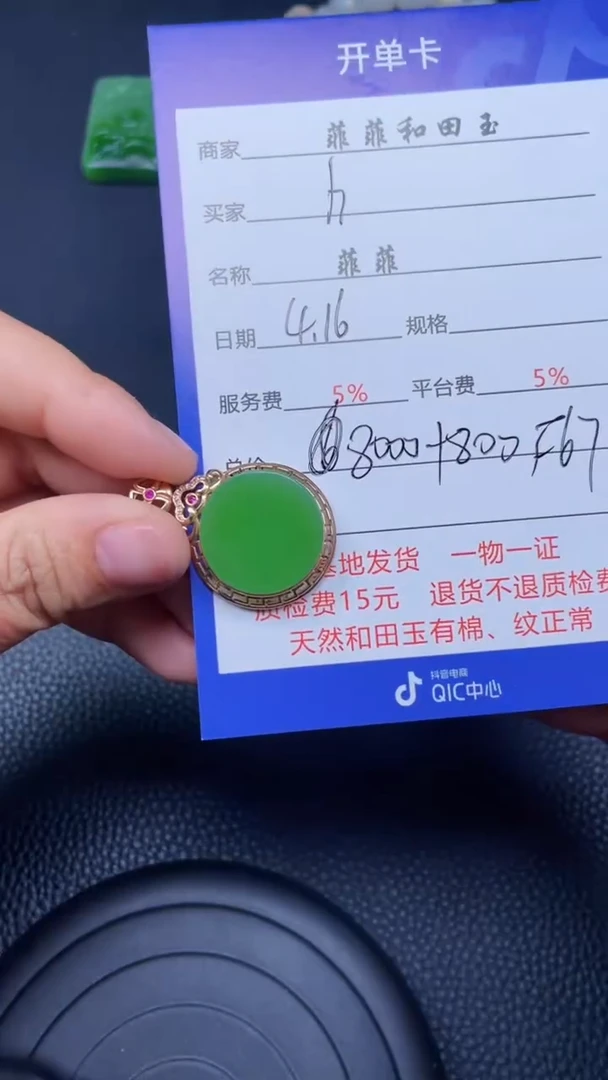 开单卡
商家 菲菲和田玉
买家 h
名称 菲菲
日期 4.16 规格
服务费 5% 平台费 5%
8000+800
基地发货 一物一证
质检费15元 退货不退质检费
天然和田玉有棉、纹正常
抖音电商
QIC中心